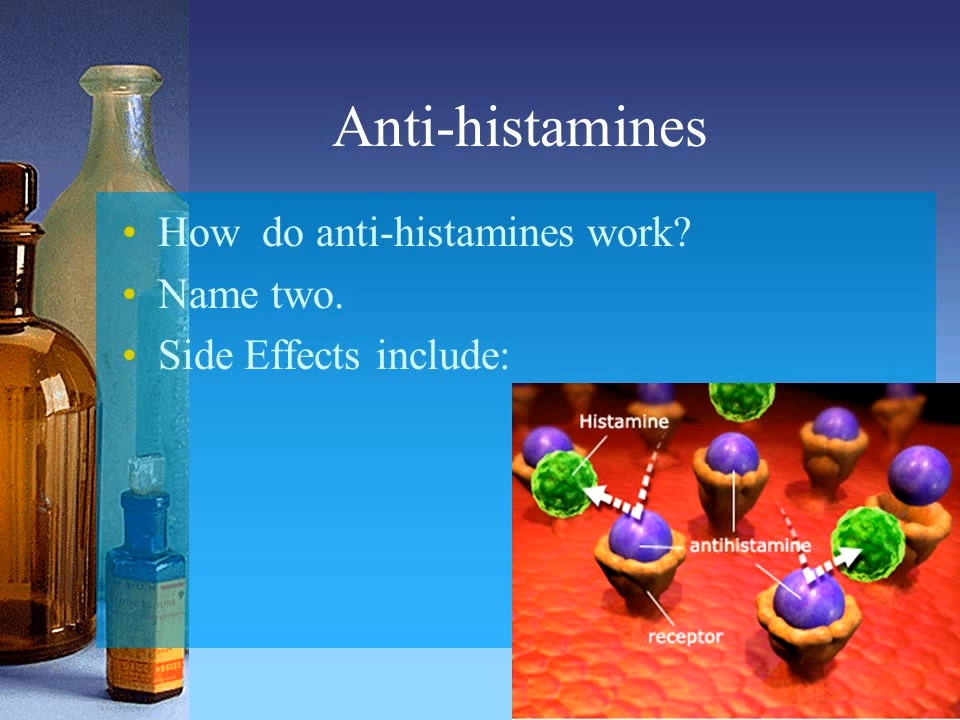 Anti-histamines
• How do anti-histamines work?
• Name two.
• Side Effects include:
Histamine
antihistamine
receptor